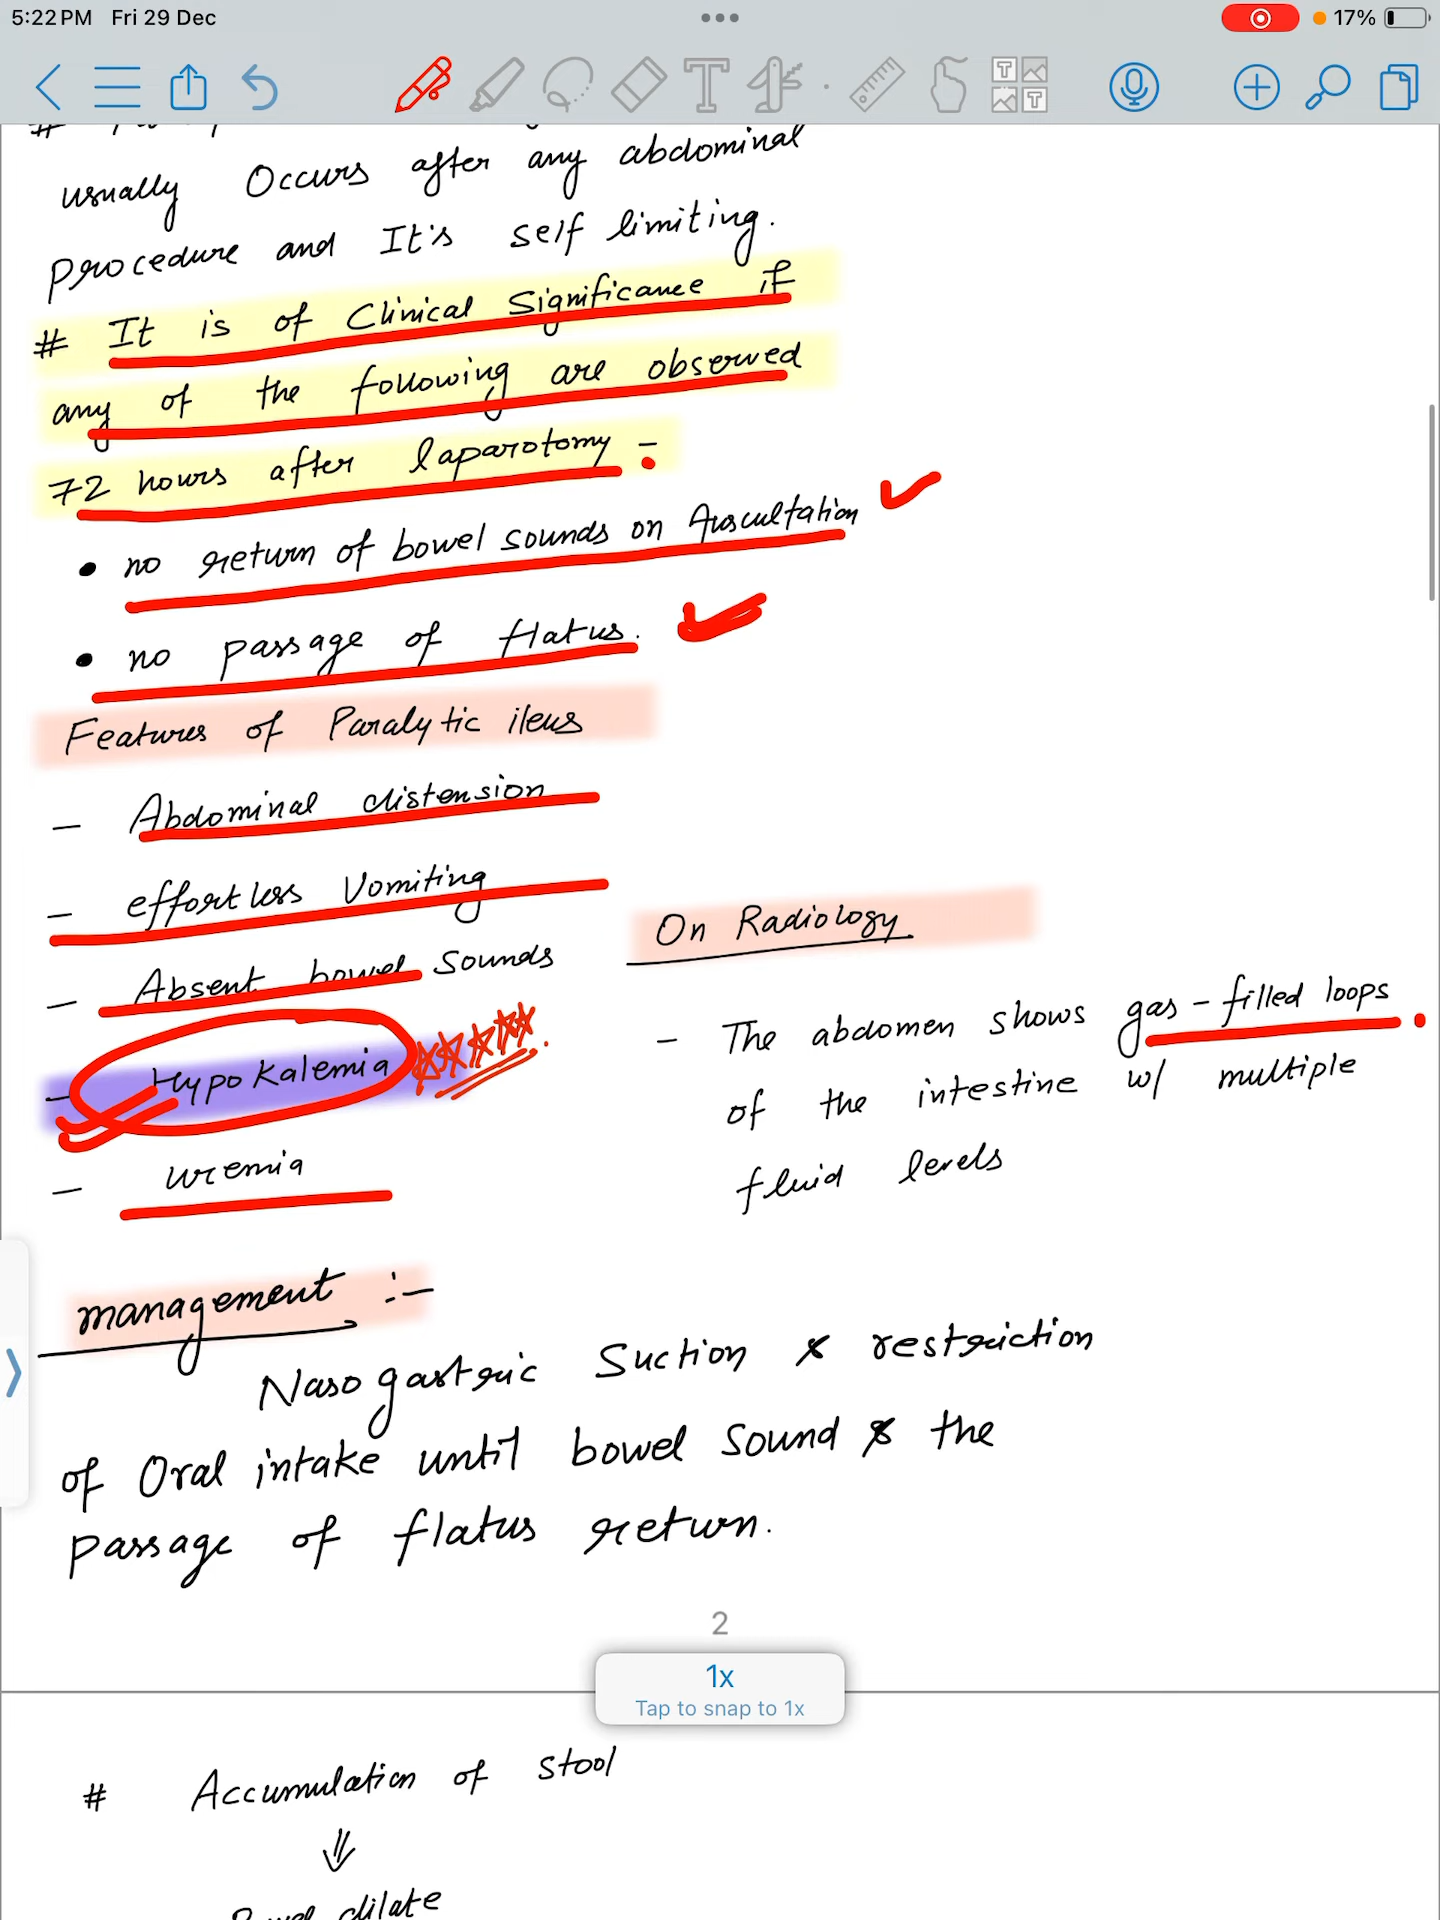 5:22 PM Fri 29 Dec
17%
#
usually Occurs after any abdominal
procedure and It's self limiting.
# It is of Clinical Significance if
any of the following are observed
72 hours after laparotomy :-
• no return of bowel sounds on Auscultation
• no passage of flatus.
Features of Paralytic ileus
- Abdominal distension
- effortless Vomiting
- Absent bowel Sounds
- Hypokalemia
- uremia
On Radiology
- The abdomen shows gas-filled loops
of the intestine w/ multiple
fluid levels
management :-
Nasogastric Suction & restriction
of Oral intake until bowel Sound & the
passage of flatus return.
2
1x
Tap to snap to 1x
# Accumulation of stool
⇓
dilate